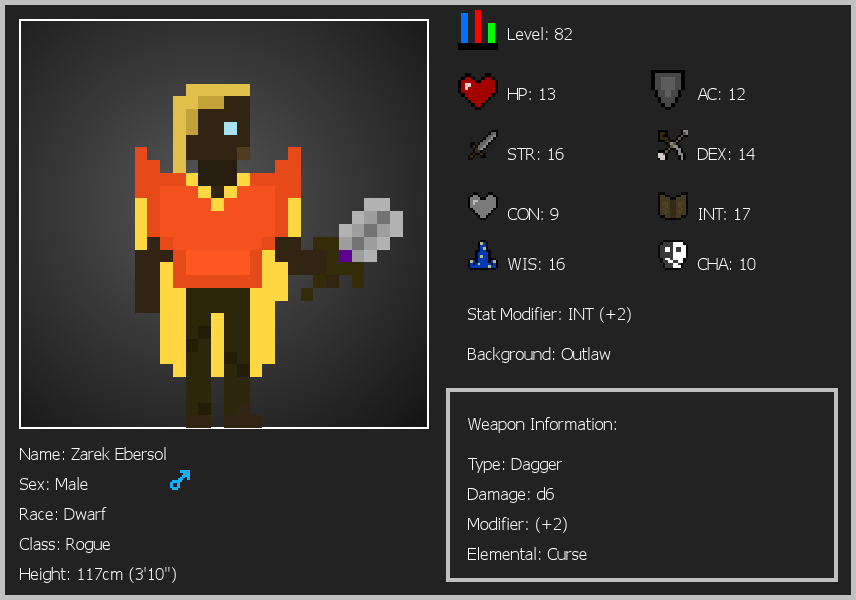 Level: 82
HP: 13
AC: 12
STR: 16
DEX: 14
CON: 9
INT: 17
WIS: 16
CHA: 10
Stat Modifier: INT (+2)
Background: Outlaw
Weapon Information:
Type: Dagger
Damage: d6
Modifier: (+2)
Elemental: Curse
Name: Zarek Ebersol
Sex: Male
Race: Dwarf
Class: Rogue
Height: 117cm (3'10")